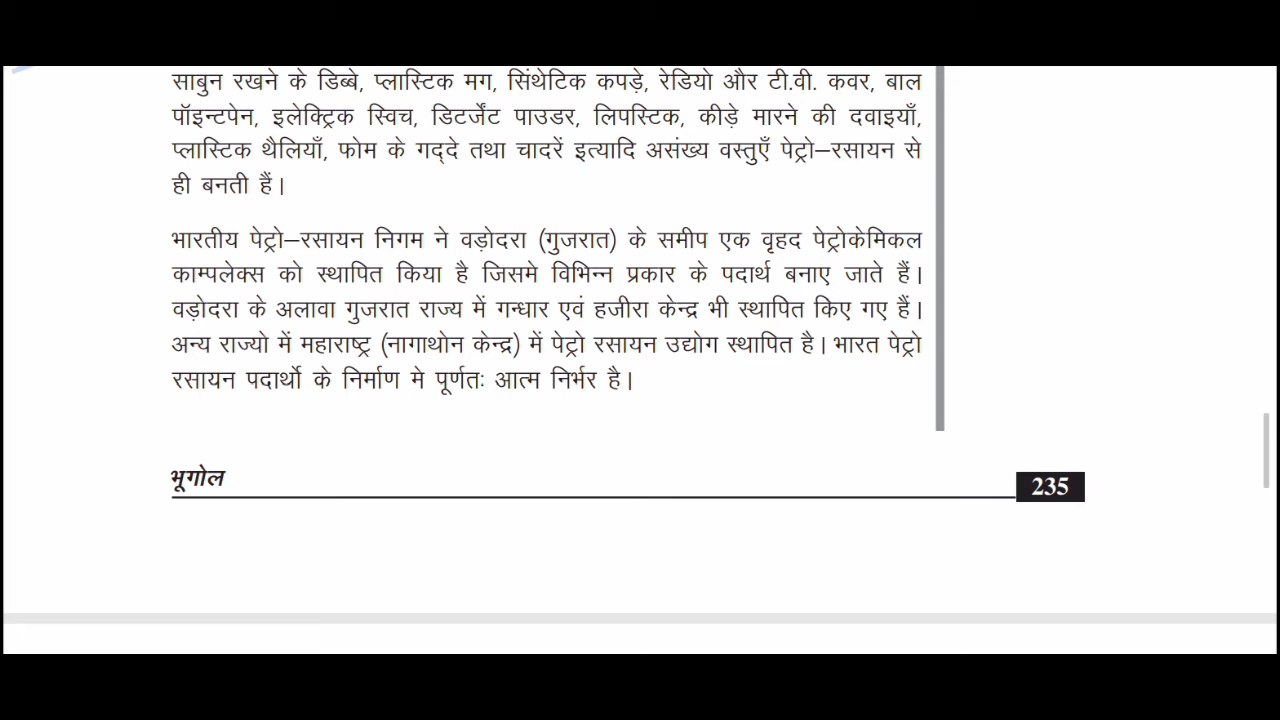 साबुन रखने के डिब्बे, प्लास्टिक मग, सिंथेटिक कपड़े, रेडियो और टी.वी. कवर, बाल
पॉइन्टपेन, इलेक्ट्रिक स्विच, डिटर्जेंट पाउडर, लिपस्टिक, कीड़े मारने की दवाइयाँ,
प्लास्टिक थैलियाँ, फोम के गद्‌दे तथा चादरें इत्यादि असंख्य वस्तुएँ पेट्रो–रसायन से
ही बनती हैं।
भारतीय पेट्रो–रसायन निगम ने वड़ोदरा (गुजरात) के समीप एक वृहद पेट्रोकेमिकल
काम्पलेक्स को स्थापित किया है जिसमे विभिन्न प्रकार के पदार्थ बनाए जाते हैं।
वड़ोदरा के अलावा गुजरात राज्य में गन्धार एवं हजीरा केन्द्र भी स्थापित किए गए हैं।
अन्य राज्यो में महाराष्ट्र (नागाथोन केन्द्र) में पेट्रो रसायन उद्योग स्थापित है। भारत पेट्रो
रसायन पदार्थो के निर्माण मे पूर्णतः आत्म निर्भर है।
भूगोल
235